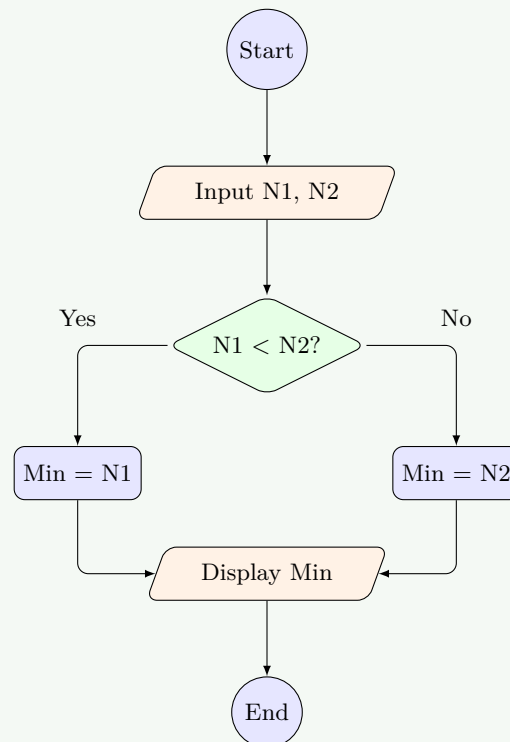 Start
Input N1, N2
Yes
No
N1 < N2?
Min = N1
Min = N2
Display Min
End